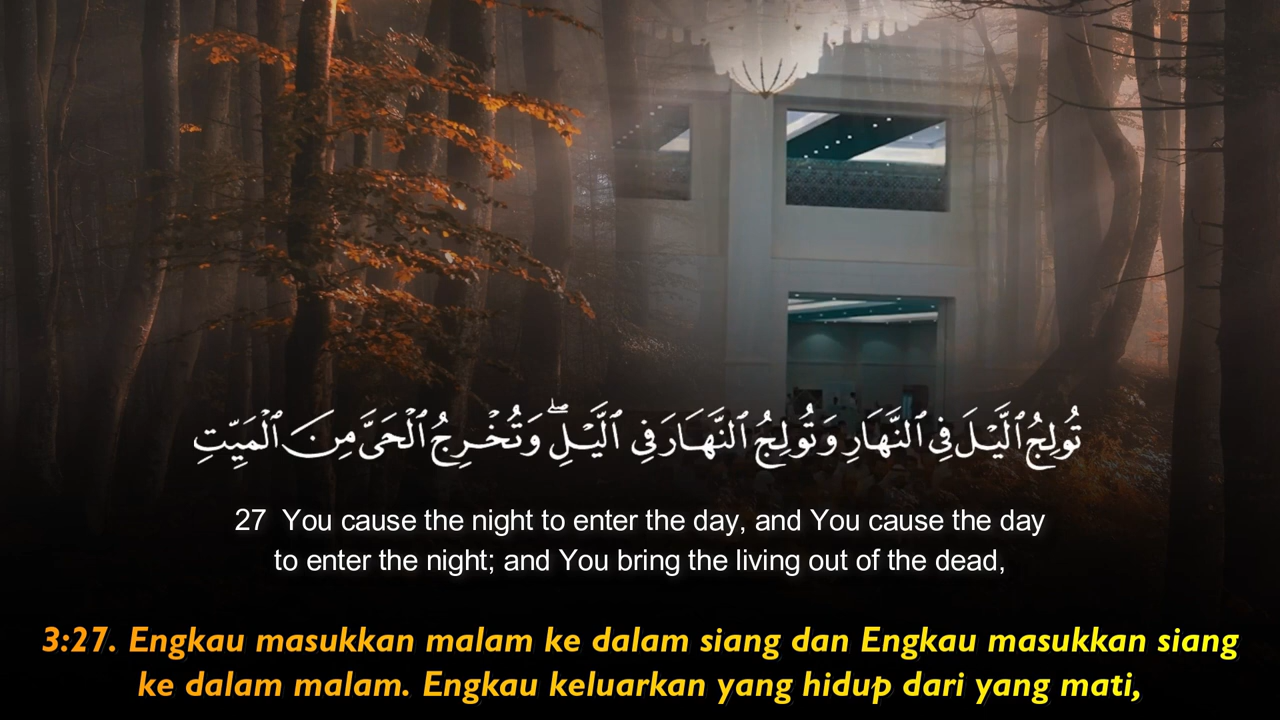 تُولِجُ ٱلَّيْلَ فِى ٱلنَّهَارِ وَتُولِجُ ٱلنَّهَارَ فِى ٱلَّيْلِ ۖ وَتُخْرِجُ ٱلْحَىَّ مِنَ ٱلْمَيِّتِ
27 You cause the night to enter the day, and You cause the day
to enter the night; and You bring the living out of the dead,
3:27. Engkau masukkan malam ke dalam siang dan Engkau masukkan siang
ke dalam malam. Engkau keluarkan yang hidup dari yang mati,